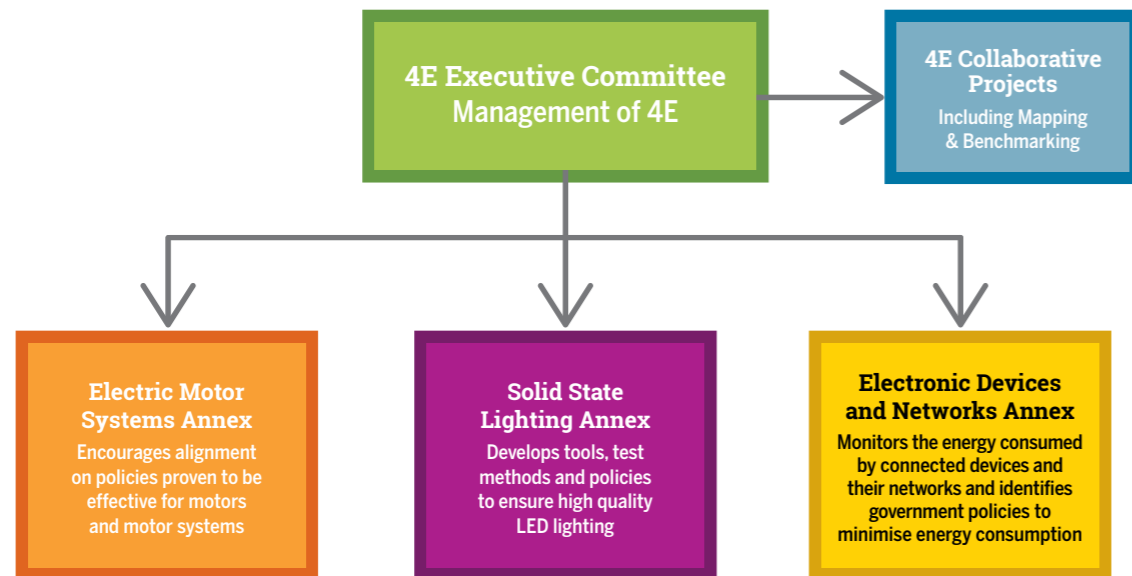 4E Executive Committee
Management of 4E
4E Collaborative
Projects
Including Mapping
& Benchmarking
Electric Motor
Systems Annex
Encourages alignment
on policies proven to be
effective for motors
and motor systems
Solid State
Lighting Annex
Develops tools, test
methods and policies
to ensure high quality
LED lighting
Electronic Devices
and Networks Annex
Monitors the energy consumed
by connected devices and
their networks and identifies
government policies to
minimise energy consumption